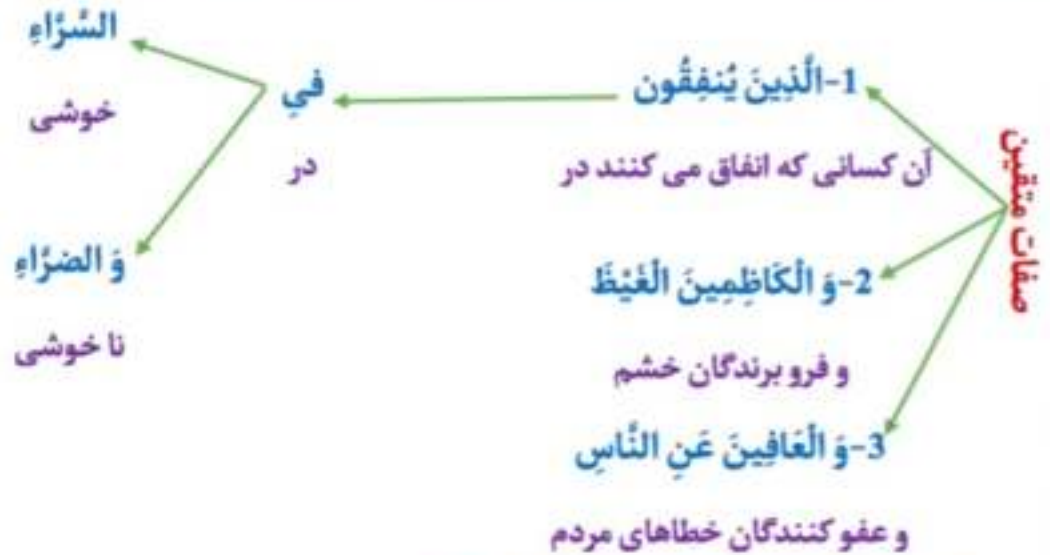 صفات متقین
1-الَّذِينَ يُنفِقُون
آن کسانی که انفاق می کنند در
فِي
در
السَّرَّاءِ
خوشی
وَ الضرَّاءِ
نا خوشی
2-وَ الْكَاظِمِينَ الْغَيْظَ
و فرو برندگان خشم
3-وَ الْعَافِينَ عَنِ النَّاسِ
و عفو کنندگان خطاهای مردم